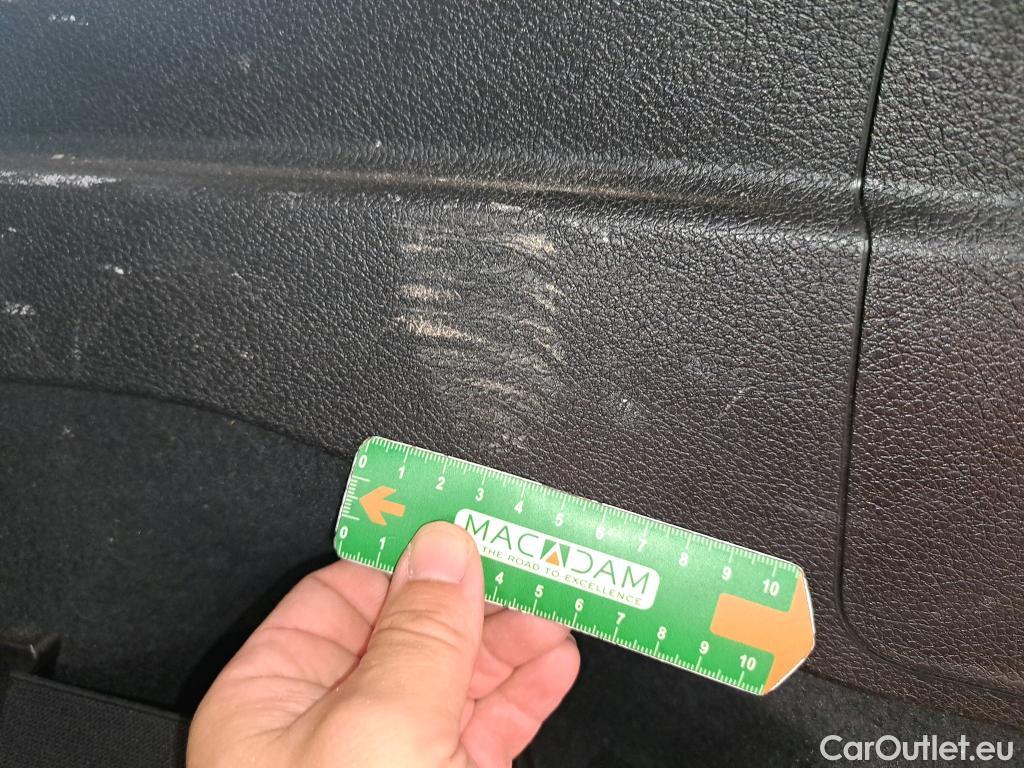 0 1 2 3 4 5 6 7 8 9 10
MACADAM
THE ROAD TO EXCELLENCE
0 1 4 5 6 7 8 9 10
CarOutlet.eu